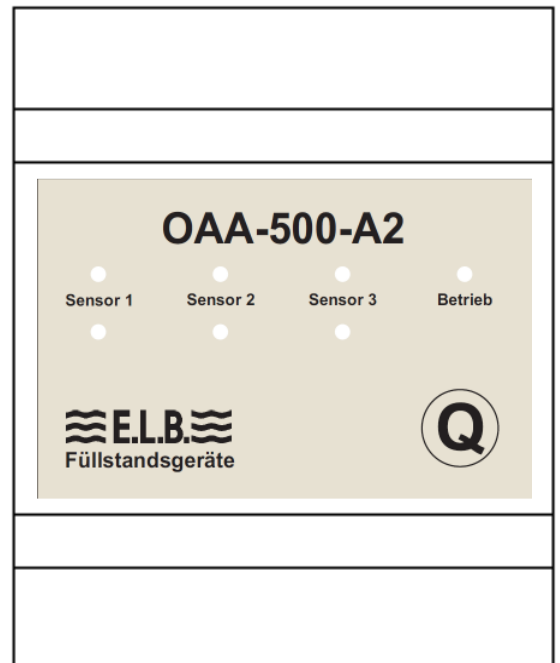 OAA-500-A2
Sensor 1 Sensor 2 Sensor 3 Betrieb
E.L.B.
Füllstandsgeräte
Q